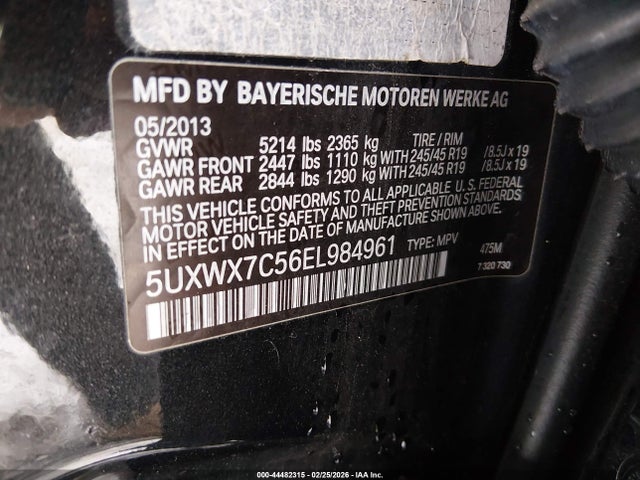 MFD BY BAYERISCHE MOTOREN WERKE AG
05/2013
TIRE / RIM
GVWR 5214 lbs 2365 kg
GAWR FRONT 2447 lbs 1110 kg WITH 245/45 R19 /8.5J x 19
GAWR REAR 2844 lbs 1290 kg WITH 245/45 R19 /8.5J x 19
THIS VEHICLE CONFORMS TO ALL APPLICABLE U.S. FEDERAL
MOTOR VEHICLE SAFETY AND THEFT PREVENTION STANDARDS
IN EFFECT ON THE DATE OF MANUFACTURE SHOWN ABOVE.
5UXWX7C56EL984961 TYPE: MPV 475M
7 320 730
000-44482315 - 02/25/2026 - IAA Inc.